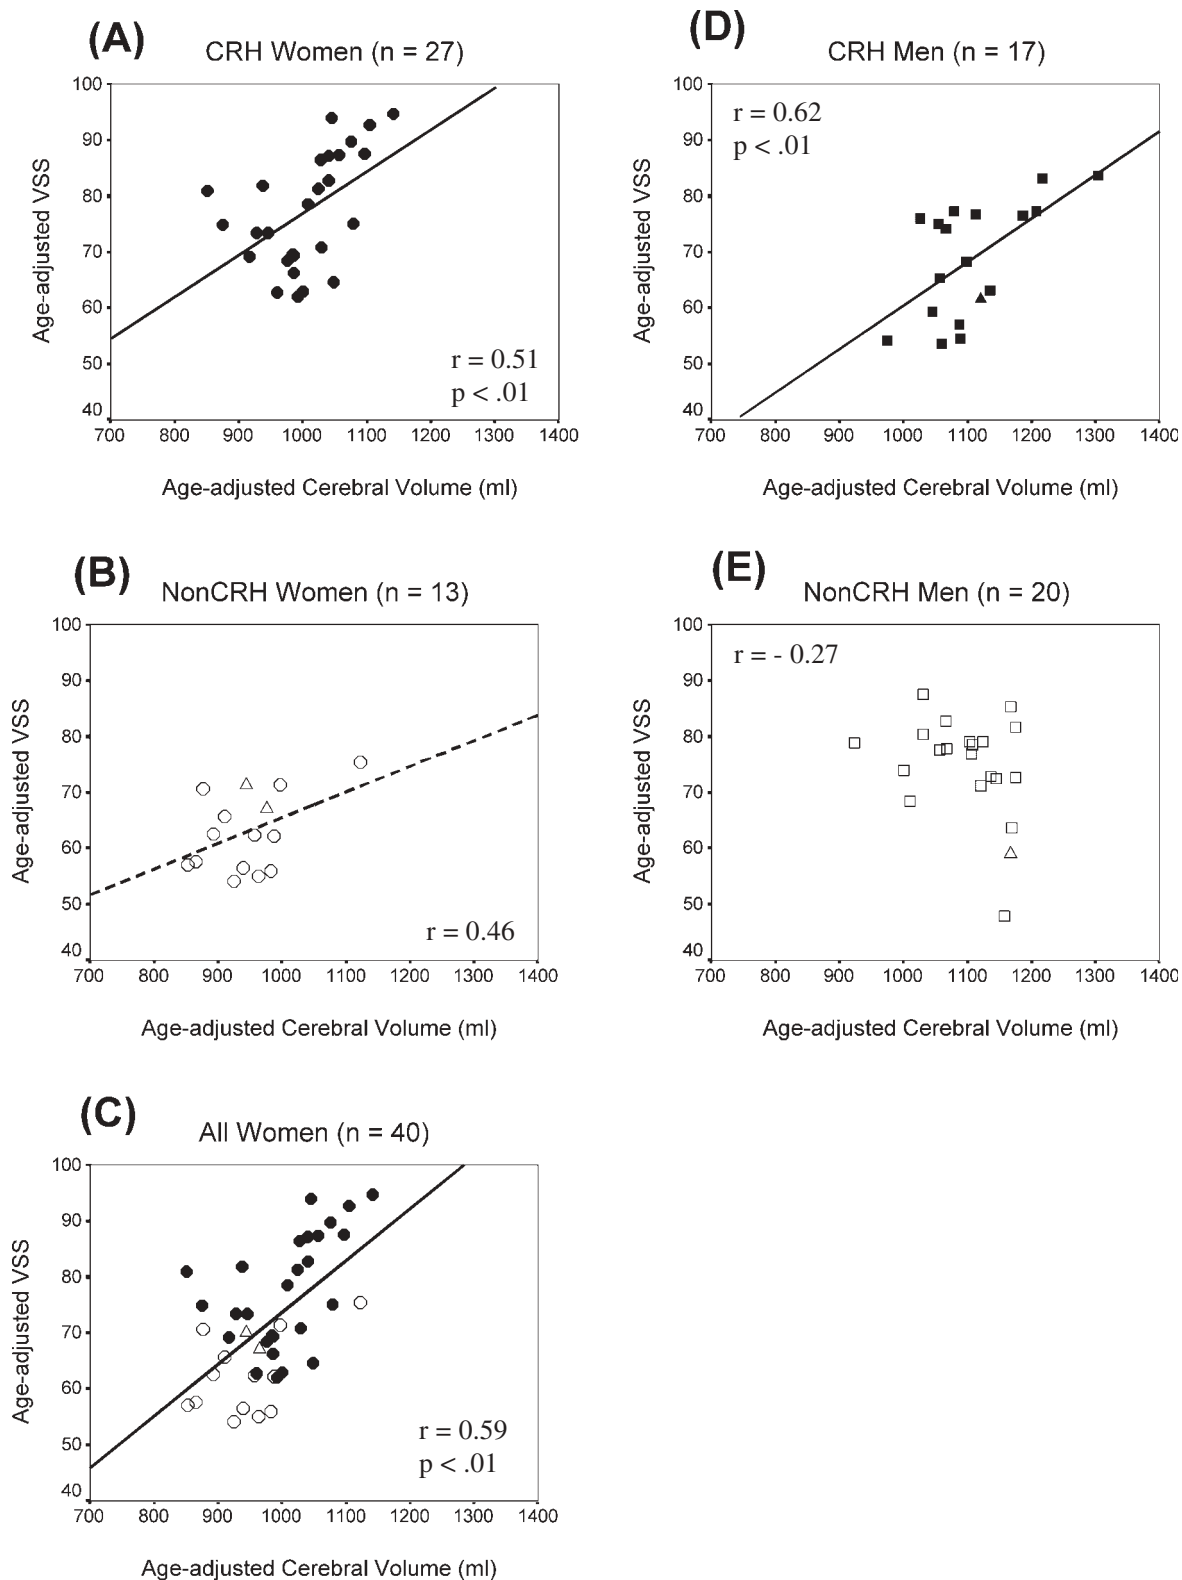 (A)
CRH Women (n = 27)
100
90
80
70
60
50
40
Age-adjusted VSS
r = 0.51
p < .01
700 800 900 1000 1100 1200 1300 1400
Age-adjusted Cerebral Volume (ml)
(D)
CRH Men (n = 17)
100
90
80
70
60
50
40
Age-adjusted VSS
r = 0.62
p < .01
700 800 900 1000 1100 1200 1300 1400
Age-adjusted Cerebral Volume (ml)
(B)
NonCRH Women (n = 13)
100
90
80
70
60
50
40
Age-adjusted VSS
r = 0.46
700 800 900 1000 1100 1200 1300 1400
Age-adjusted Cerebral Volume (ml)
(E)
NonCRH Men (n = 20)
100
90
80
70
60
50
40
Age-adjusted VSS
r = - 0.27
700 800 900 1000 1100 1200 1300 1400
Age-adjusted Cerebral Volume (ml)
(C)
All Women (n = 40)
100
90
80
70
60
50
40
Age-adjusted VSS
r = 0.59
p < .01
700 800 900 1000 1100 1200 1300 1400
Age-adjusted Cerebral Volume (ml)